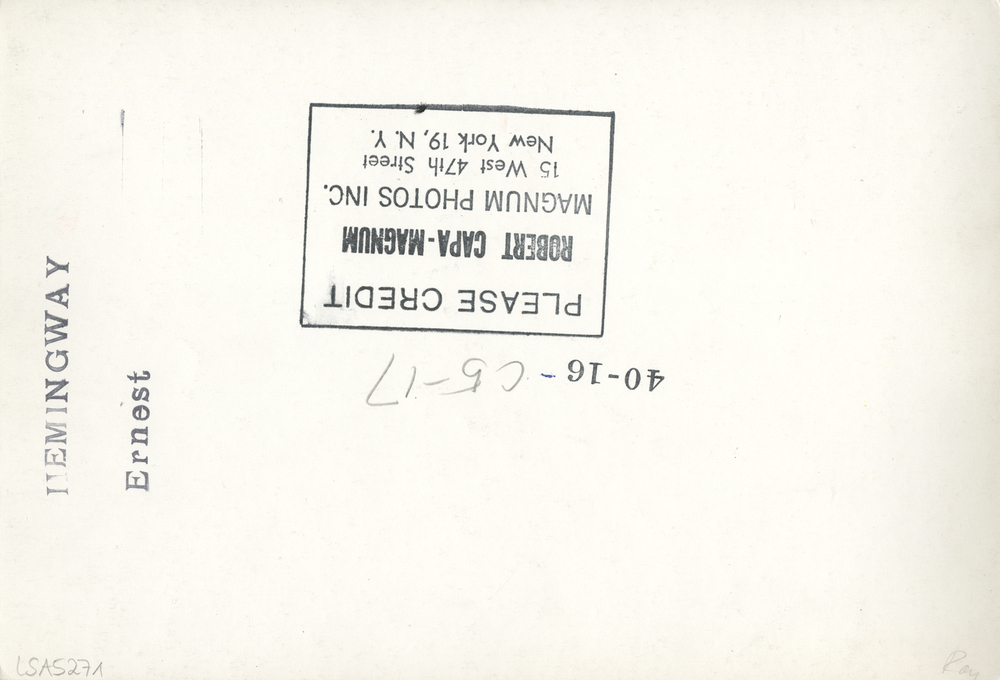 HEMINGWAY
Ernest
PLEASE CREDIT
ROBERT CAPA-MAGNUM
MAGNUM PHOTOS INC.
15 West 47th Street
New York 19, N. Y.
40-16 - C5-17
LSA5271